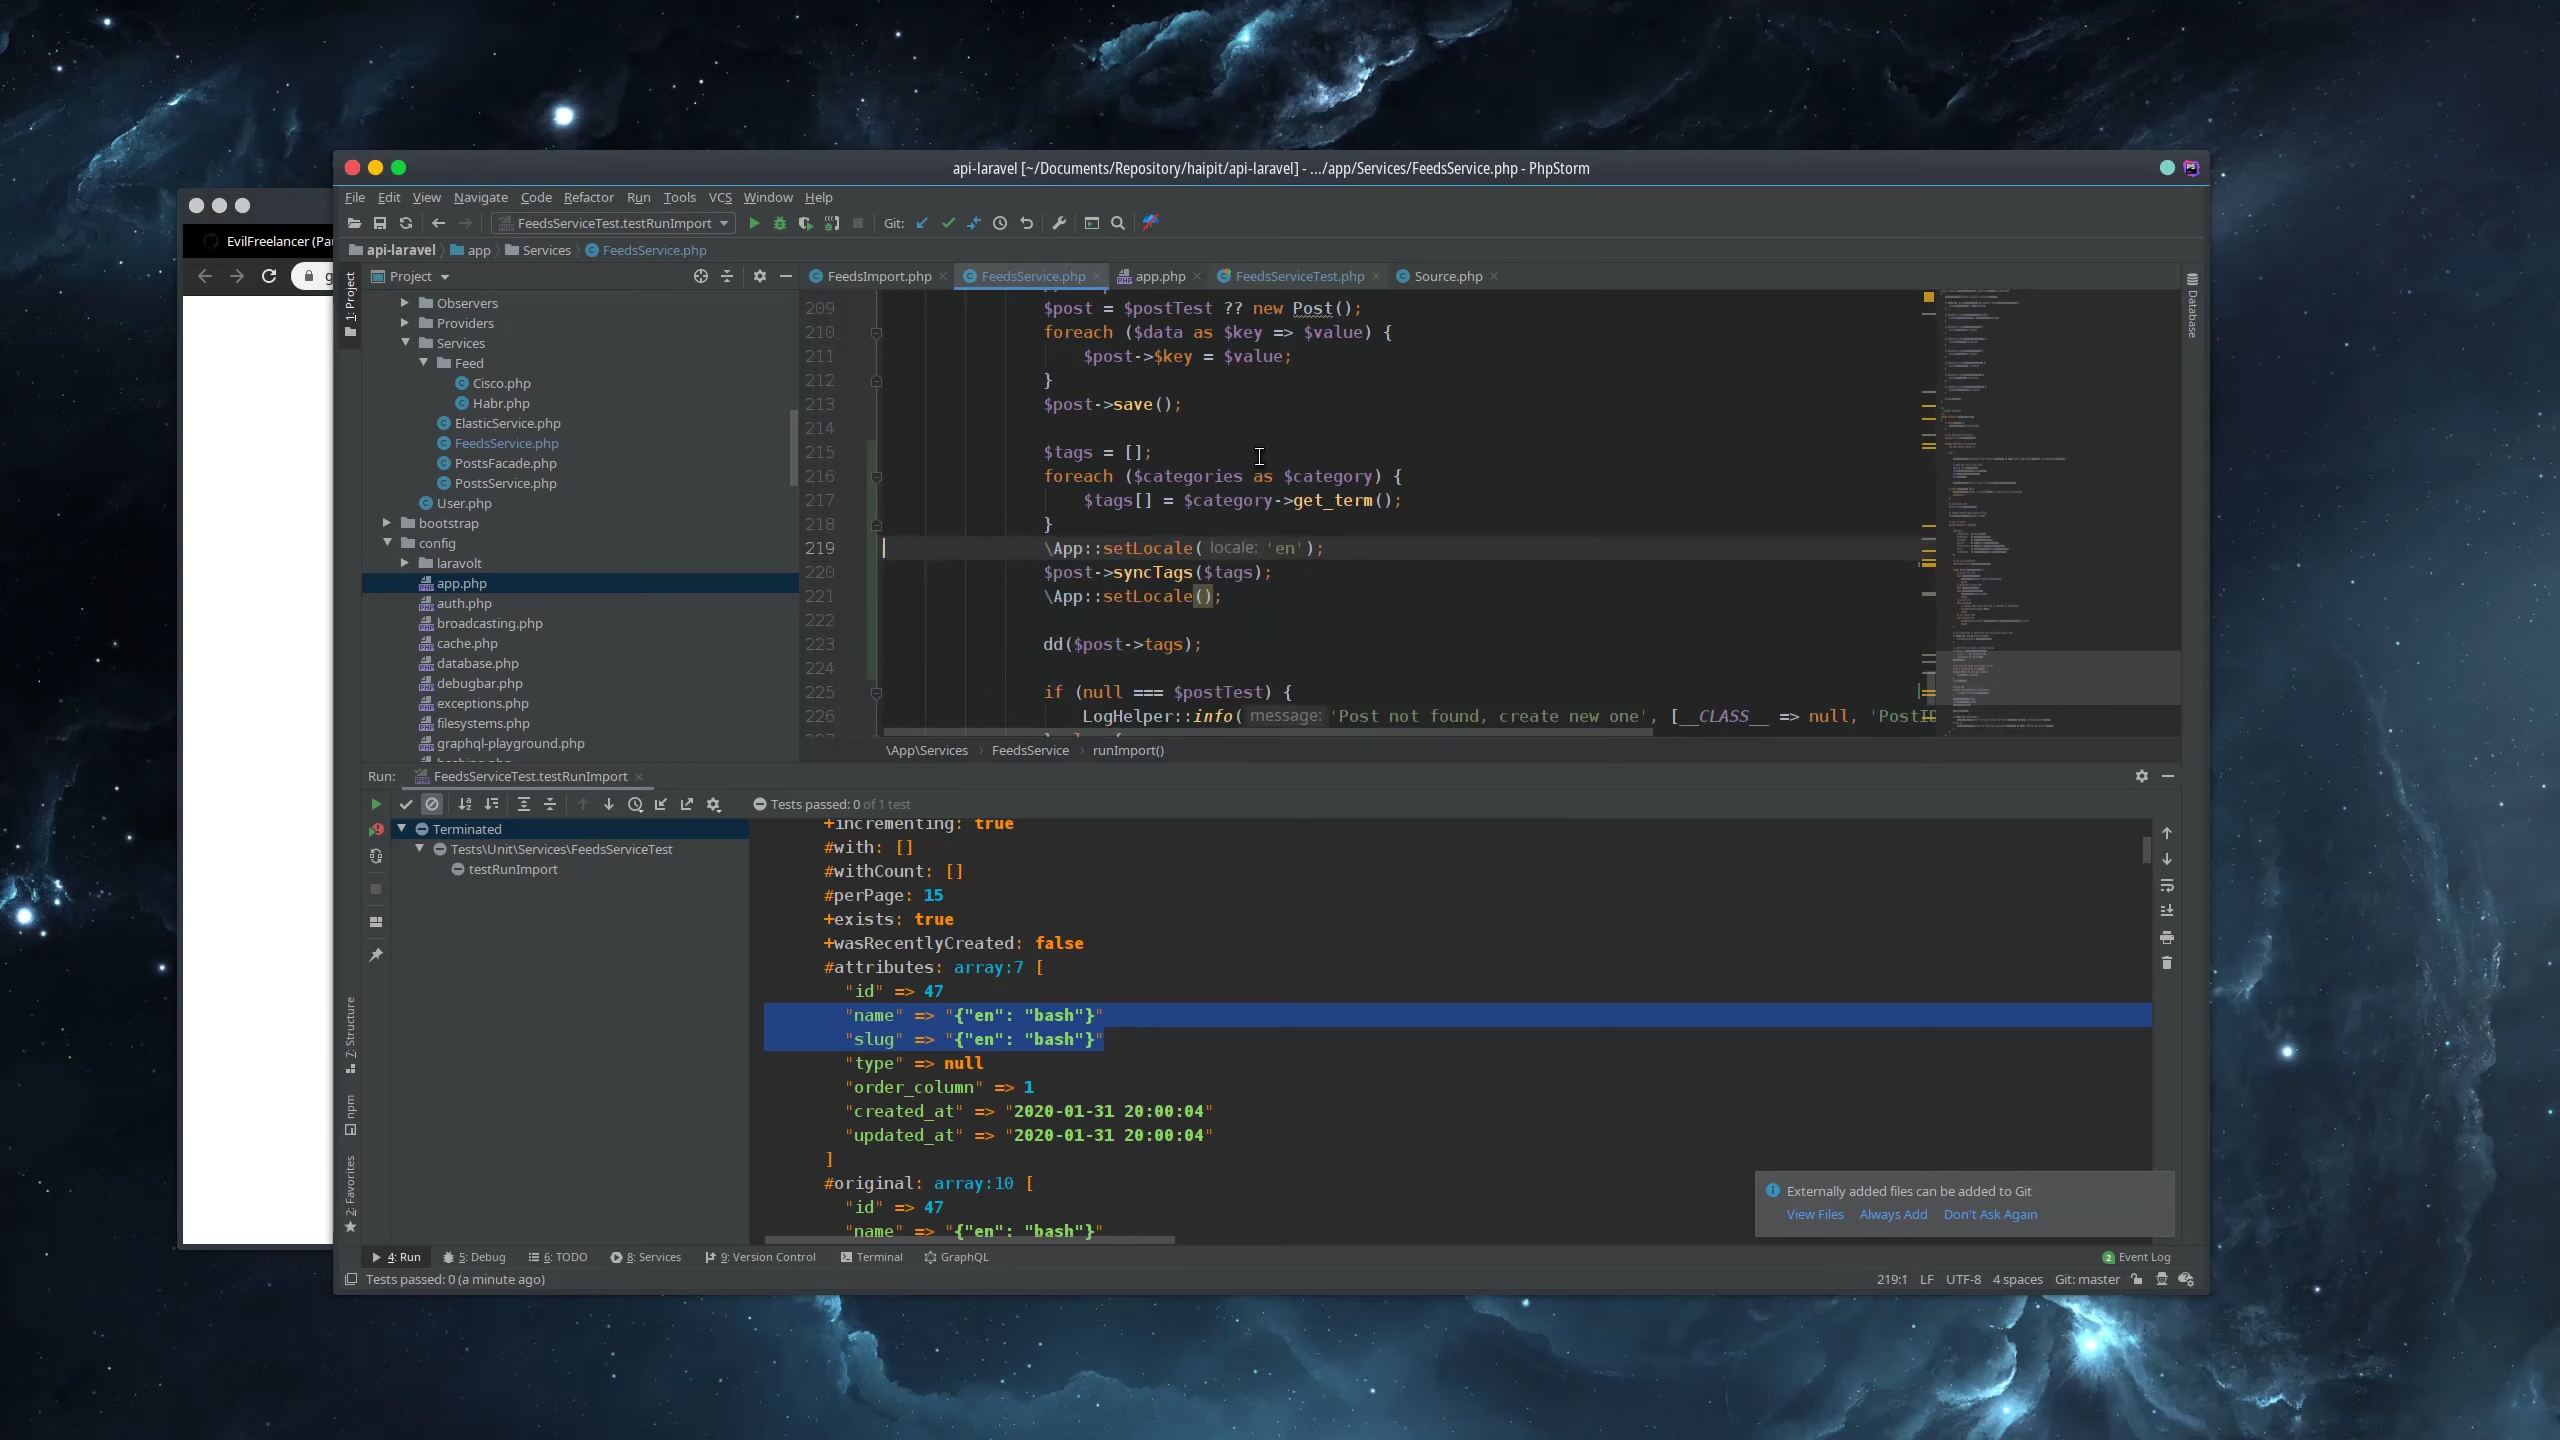 api-laravel [~/Documents/Repository/haipit/api-laravel] - .../app/Services/FeedsService.php - PhpStorm
EvilFreelancer (Pau
File Edit View Navigate Code Refactor Run Tools VCS Window Help
FeedsServiceTest.testRunImport
Git:
api-laravel app Services FeedsService.php
1: Project
Project
Observers
Providers
Services
Feed
Cisco.php
Habr.php
ElasticService.php
FeedsService.php
PostsFacade.php
PostsService.php
User.php
bootstrap
config
laravolt
app.php
auth.php
broadcasting.php
cache.php
database.php
debugbar.php
exceptions.php
filesystems.php
graphql-playground.php
FeedsImport.php FeedsService.php app.php FeedsServiceTest.php Source.php
Database
209 $post = $postTest ?? new Post();
210 foreach ($data as $key => $value) {
211 $post->$key = $value;
212 }
213 $post->save();
214
215 $tags = [];
216 foreach ($categories as $category) {
217 $tags[] = $category->get_term();
218 }
219 \App::setLocale( locale: 'en');
220 $post->syncTags($tags);
221 \App::setLocale();
222
223 dd($post->tags);
224
225 if (null === $postTest) {
226 LogHelper::info( message: 'Post not found, create new one', [__CLASS__ => null, 'PostID
\App\Services › FeedsService › runImport()
Run: FeedsServiceTest.testRunImport
Tests passed: 0 of 1 test
Terminated
Tests\Unit\Services\FeedsServiceTest
testRunImport
+incrementing: true
#with: []
#withCount: []
#perPage: 15
+exists: true
+wasRecentlyCreated: false
#attributes: array:7 [
"id" => 47
"name" => "{"en": "bash"}"
"slug" => "{"en": "bash"}"
"type" => null
"order_column" => 1
"created_at" => "2020-01-31 20:00:04"
"updated_at" => "2020-01-31 20:00:04"
]
#original: array:10 [
"id" => 47
"name" => "{"en": "bash"}"
7: Structure
npm
2: Favorites
Externally added files can be added to Git
View Files Always Add Don't Ask Again
4: Run 5: Debug 6: TODO 8: Services 9: Version Control Terminal GraphQL
2 Event Log
Tests passed: 0 (a minute ago)
219:1 LF UTF-8 4 spaces Git: master